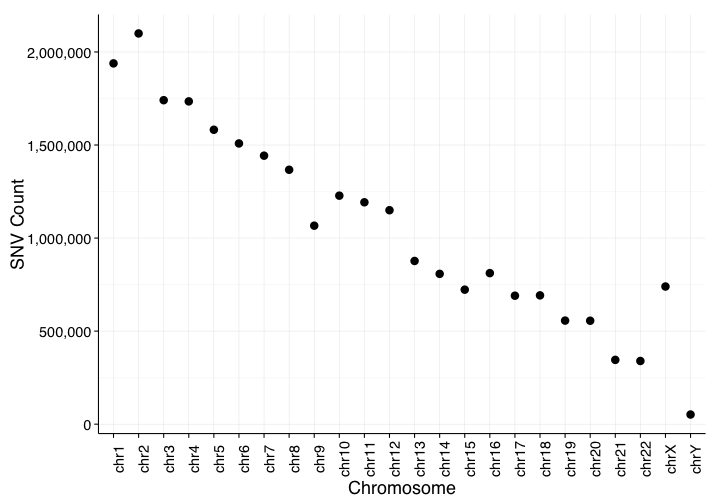 SNV Count
2,000,000
1,500,000
1,000,000
500,000
0
chr1 chr2 chr3 chr4 chr5 chr6 chr7 chr8 chr9 chr10 chr11 chr12 chr13 chr14 chr15 chr16 chr17 chr18 chr19 chr20 chr21 chr22 chrX chrY
Chromosome